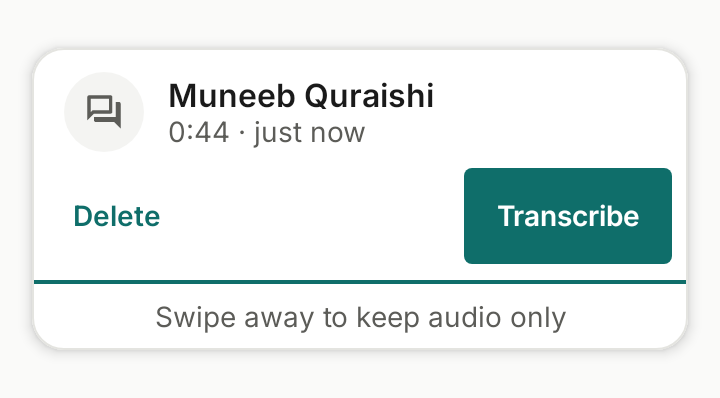 Muneeb Quraishi
0:44 · just now
Delete
Transcribe
Swipe away to keep audio only